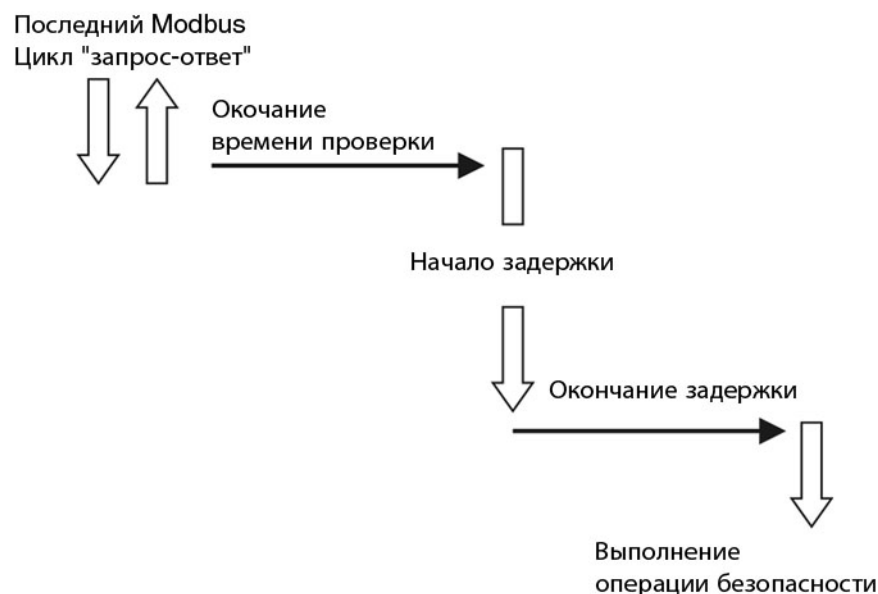 Последний Modbus
Цикл "запрос-ответ"
Окочание
времени проверки
Начало задержки
Окончание задержки
Выполнение
операции безопасности